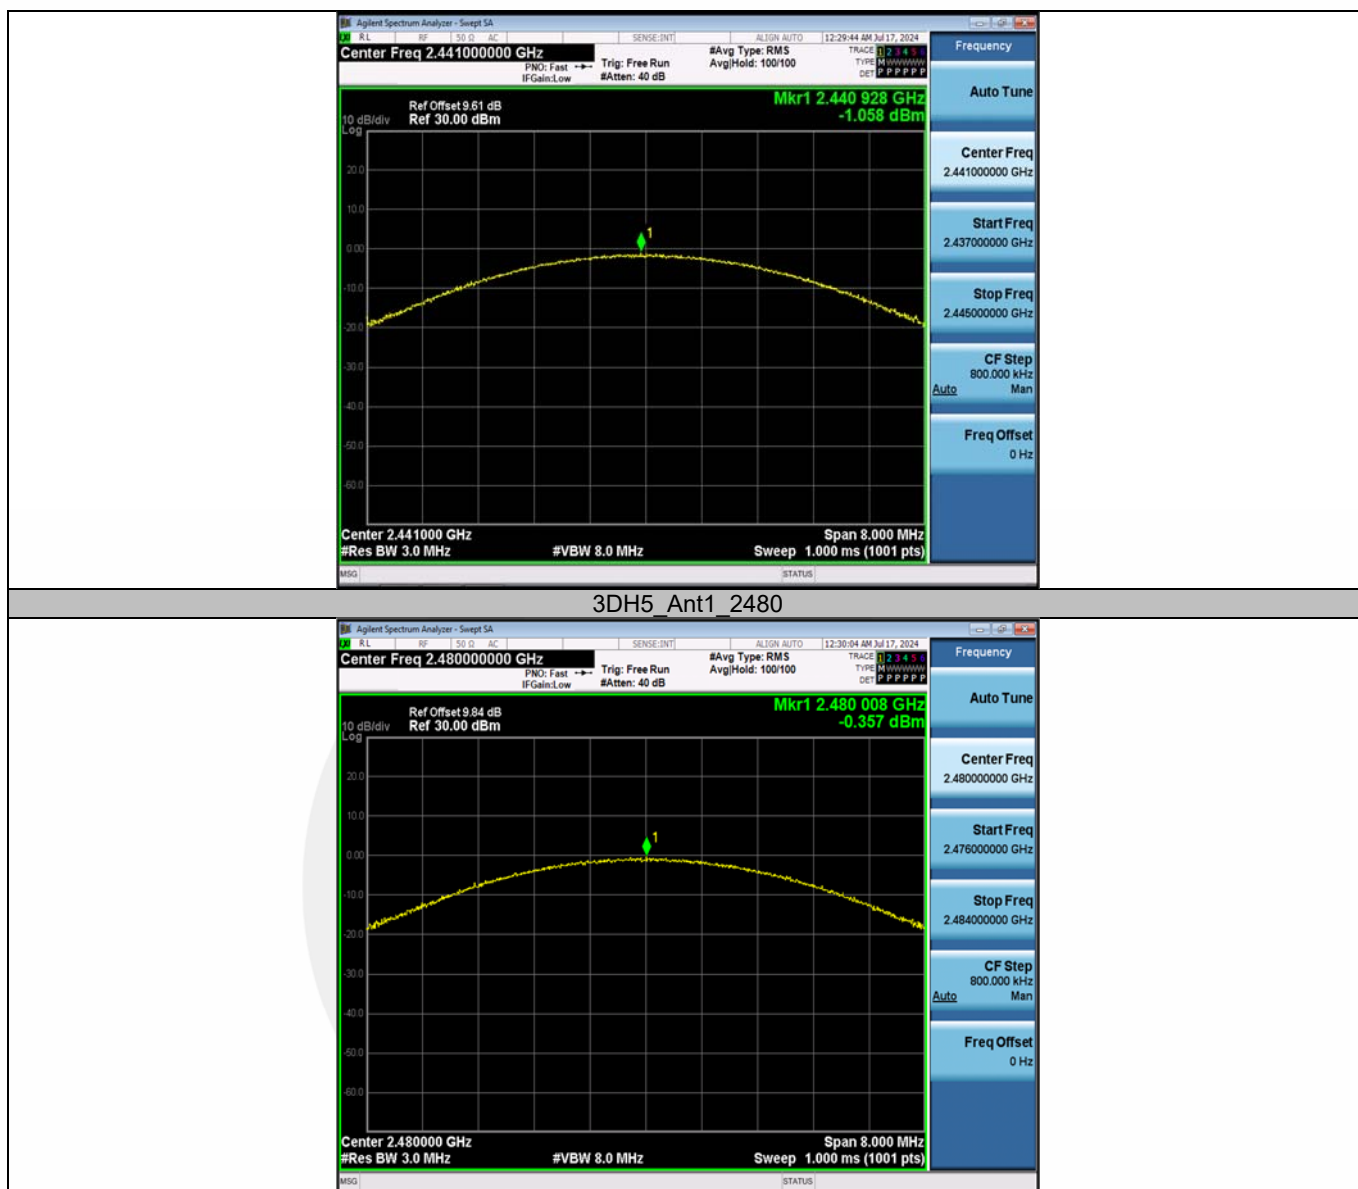 Agilent Spectrum Analyzer - Swept SA
RL RF 50 Ω AC SENSE:INT ALIGN AUTO 12:29:44 AM Jul 17, 2024
Center Freq 2.441000000 GHz
PNO: Fast
IFGain:Low
Trig: Free Run
#Atten: 40 dB
#Avg Type: RMS
Avg|Hold: 100/100
TRACE 1 2 3 4 5 6
TYPE M WWWWW
DET P P P P P P
Ref Offset 9.61 dB
10 dB/div Ref 30.00 dBm
Log
Mkr1 2.440 928 GHz
-1.058 dBm
20.0
10.0
0.00
-10.0
-20.0
-30.0
-40.0
-50.0
-60.0
1
Center 2.441000 GHz Span 8.000 MHz
#Res BW 3.0 MHz #VBW 8.0 MHz Sweep 1.000 ms (1001 pts)
MSG STATUS
Frequency
Auto Tune
Center Freq
2.441000000 GHz
Start Freq
2.437000000 GHz
Stop Freq
2.445000000 GHz
CF Step
800.000 kHz
Auto Man
Freq Offset
0 Hz
3DH5_Ant1_2480
Agilent Spectrum Analyzer - Swept SA
RL RF 50 Ω AC SENSE:INT ALIGN AUTO 12:30:04 AM Jul 17, 2024
Center Freq 2.480000000 GHz
PNO: Fast
IFGain:Low
Trig: Free Run
#Atten: 40 dB
#Avg Type: RMS
Avg|Hold: 100/100
TRACE 1 2 3 4 5 6
TYPE M WWWWW
DET P P P P P P
Ref Offset 9.84 dB
10 dB/div Ref 30.00 dBm
Log
Mkr1 2.480 008 GHz
-0.357 dBm
20.0
10.0
0.00
-10.0
-20.0
-30.0
-40.0
-50.0
-60.0
1
Center 2.480000 GHz Span 8.000 MHz
#Res BW 3.0 MHz #VBW 8.0 MHz Sweep 1.000 ms (1001 pts)
MSG STATUS
Frequency
Auto Tune
Center Freq
2.480000000 GHz
Start Freq
2.476000000 GHz
Stop Freq
2.484000000 GHz
CF Step
800.000 kHz
Auto Man
Freq Offset
0 Hz